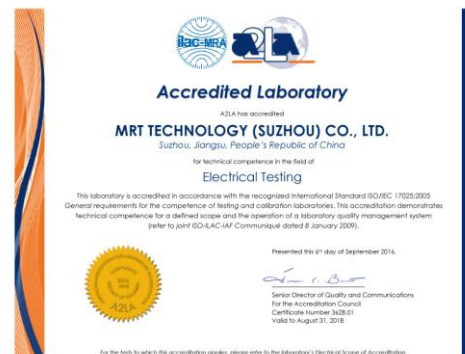 ilac-MRA
A2LA
Accredited Laboratory
A2LA has accredited
MRT TECHNOLOGY (SUZHOU) CO., LTD.
Suzhou, Jiangsu, People's Republic of China
for technical competence in the field of
Electrical Testing
This laboratory is accredited in accordance with the recognized International Standard ISO/IEC 17025:2005
General requirements for the competence of testing and calibration laboratories. This accreditation demonstrates
technical competence for a defined scope and the operation of a laboratory quality management system
(refer to joint ISO-ILAC-IAF Communiqué dated 8 January 2009).
Presented this 6th day of September 2016.
Senior Director of Quality and Communications
For the Accreditation Council
Certificate Number 3628.01
Valid to August 31, 2018
SEAL
A2LA
For the tests to which this accreditation applies, please refer to the laboratory's Electrical Scope of Accreditation.